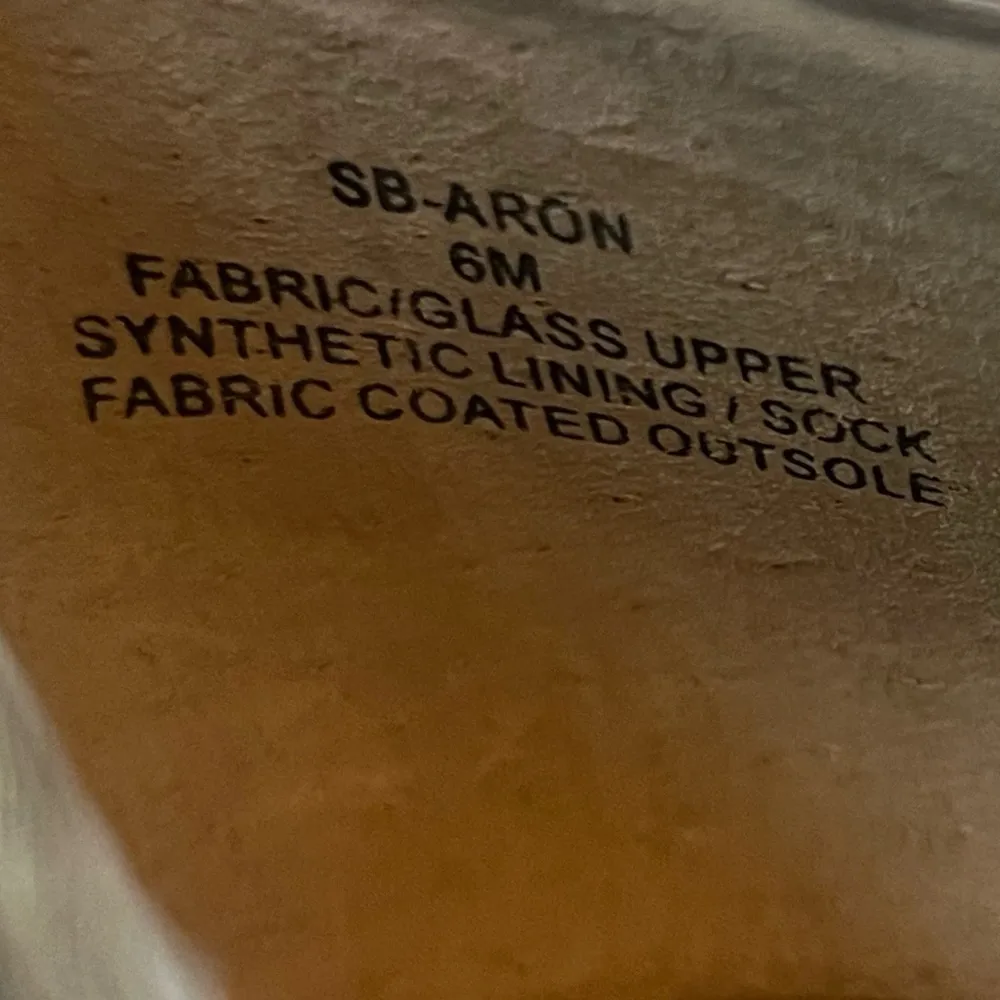 SB-ARON
6M
FABRIC/GLASS UPPER
SYNTHETIC LINING / SOCK
FABRIC COATED OUTSOLE